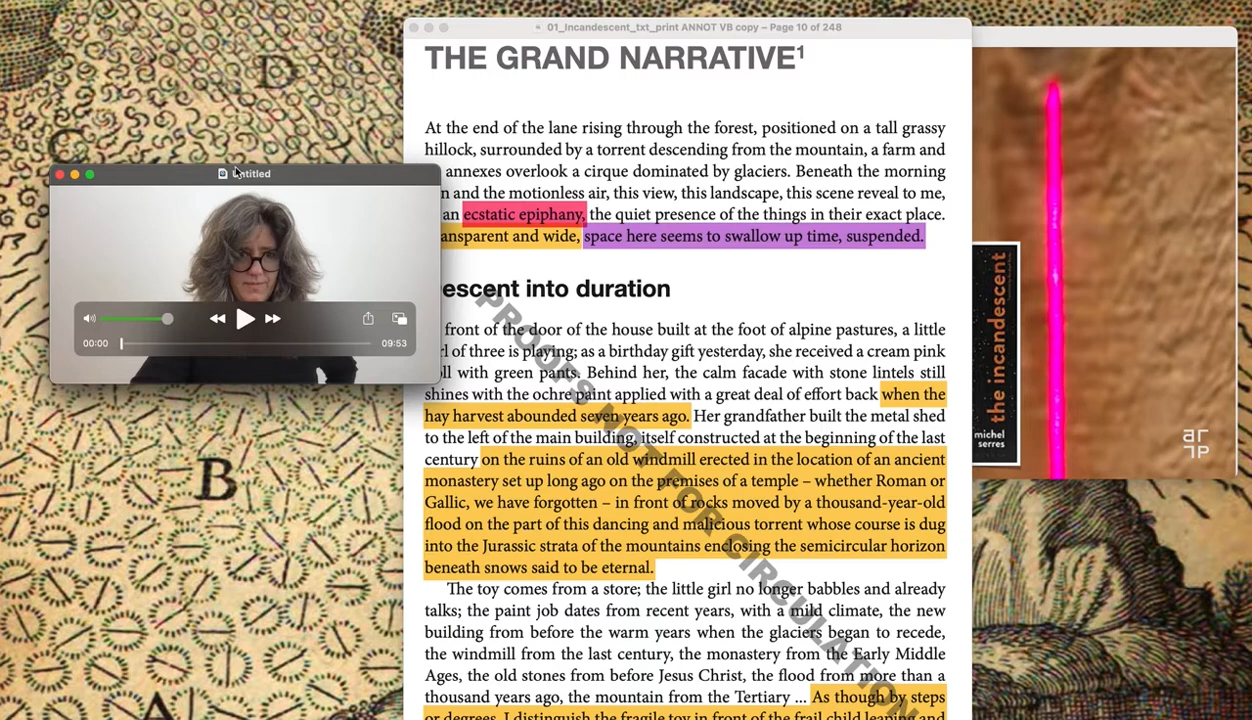 01_Incandescent_txt_print ANNOT VB copy – Page 10 of 248
THE GRAND NARRATIVE¹
At the end of the lane rising through the forest, positioned on a tall grassy
hillock, surrounded by a torrent descending from the mountain, a farm and
annexes overlook a cirque dominated by glaciers. Beneath the morning
and the motionless air, this view, this landscape, this scene reveal to me,
an ecstatic epiphany, the quiet presence of the things in their exact place.
ansparent and wide, space here seems to swallow up time, suspended.
escent into duration
front of the door of the house built at the foot of alpine pastures, a little
rl of three is playing; as a birthday gift yesterday, she received a cream pink
oll with green pants. Behind her, the calm facade with stone lintels still
shines with the ochre paint applied with a great deal of effort back when the
hay harvest abounded seven years ago. Her grandfather built the metal shed
to the left of the main building, itself constructed at the beginning of the last
century on the ruins of an old windmill erected in the location of an ancient
monastery set up long ago on the premises of a temple – whether Roman or
Gallic, we have forgotten – in front of rocks moved by a thousand-year-old
flood on the part of this dancing and malicious torrent whose course is dug
into the Jurassic strata of the mountains enclosing the semicircular horizon
beneath snows said to be eternal.
The toy comes from a store; the little girl no longer babbles and already
talks; the paint job dates from recent years, with a mild climate, the new
building from before the warm years when the glaciers began to recede,
the windmill from the last century, the monastery from the Early Middle
Ages, the old stones from before Jesus Christ, the flood from more than a
thousand years ago, the mountain from the Tertiary ... As though by steps
or degrees, I distinguish the fragile toy in front of the frail child leaping and
PROOFS NOT FOR CIRCULATION
Untitled
00:00
09:53
the incandescent
michel
serres
D
C
B
A